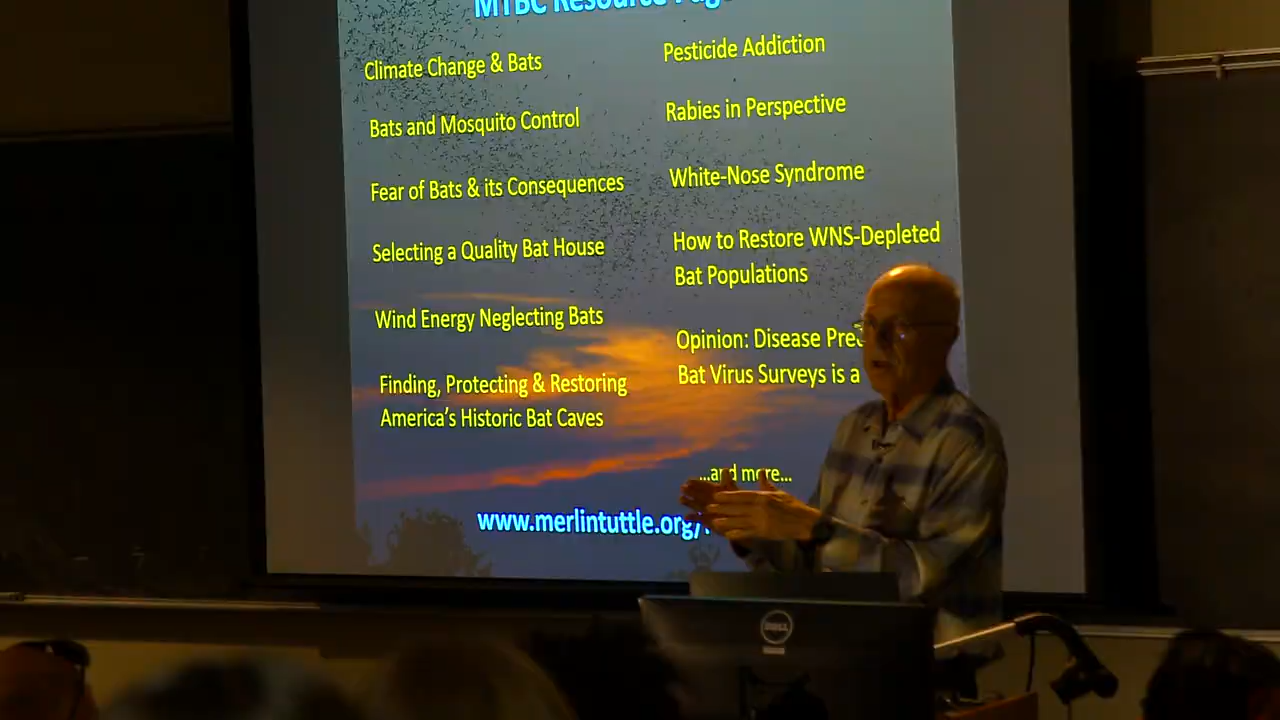 MTBC Resource
Climate Change & Bats
Bats and Mosquito Control
Fear of Bats & its Consequences
Selecting a Quality Bat House
Wind Energy Neglecting Bats
Finding, Protecting & Restoring
America's Historic Bat Caves
Pesticide Addiction
Rabies in Perspective
White-Nose Syndrome
How to Restore WNS-Depleted
Bat Populations
Opinion: Disease
Bat Virus Surveys is a
...and more...
www.merlintuttle.org/
DELL